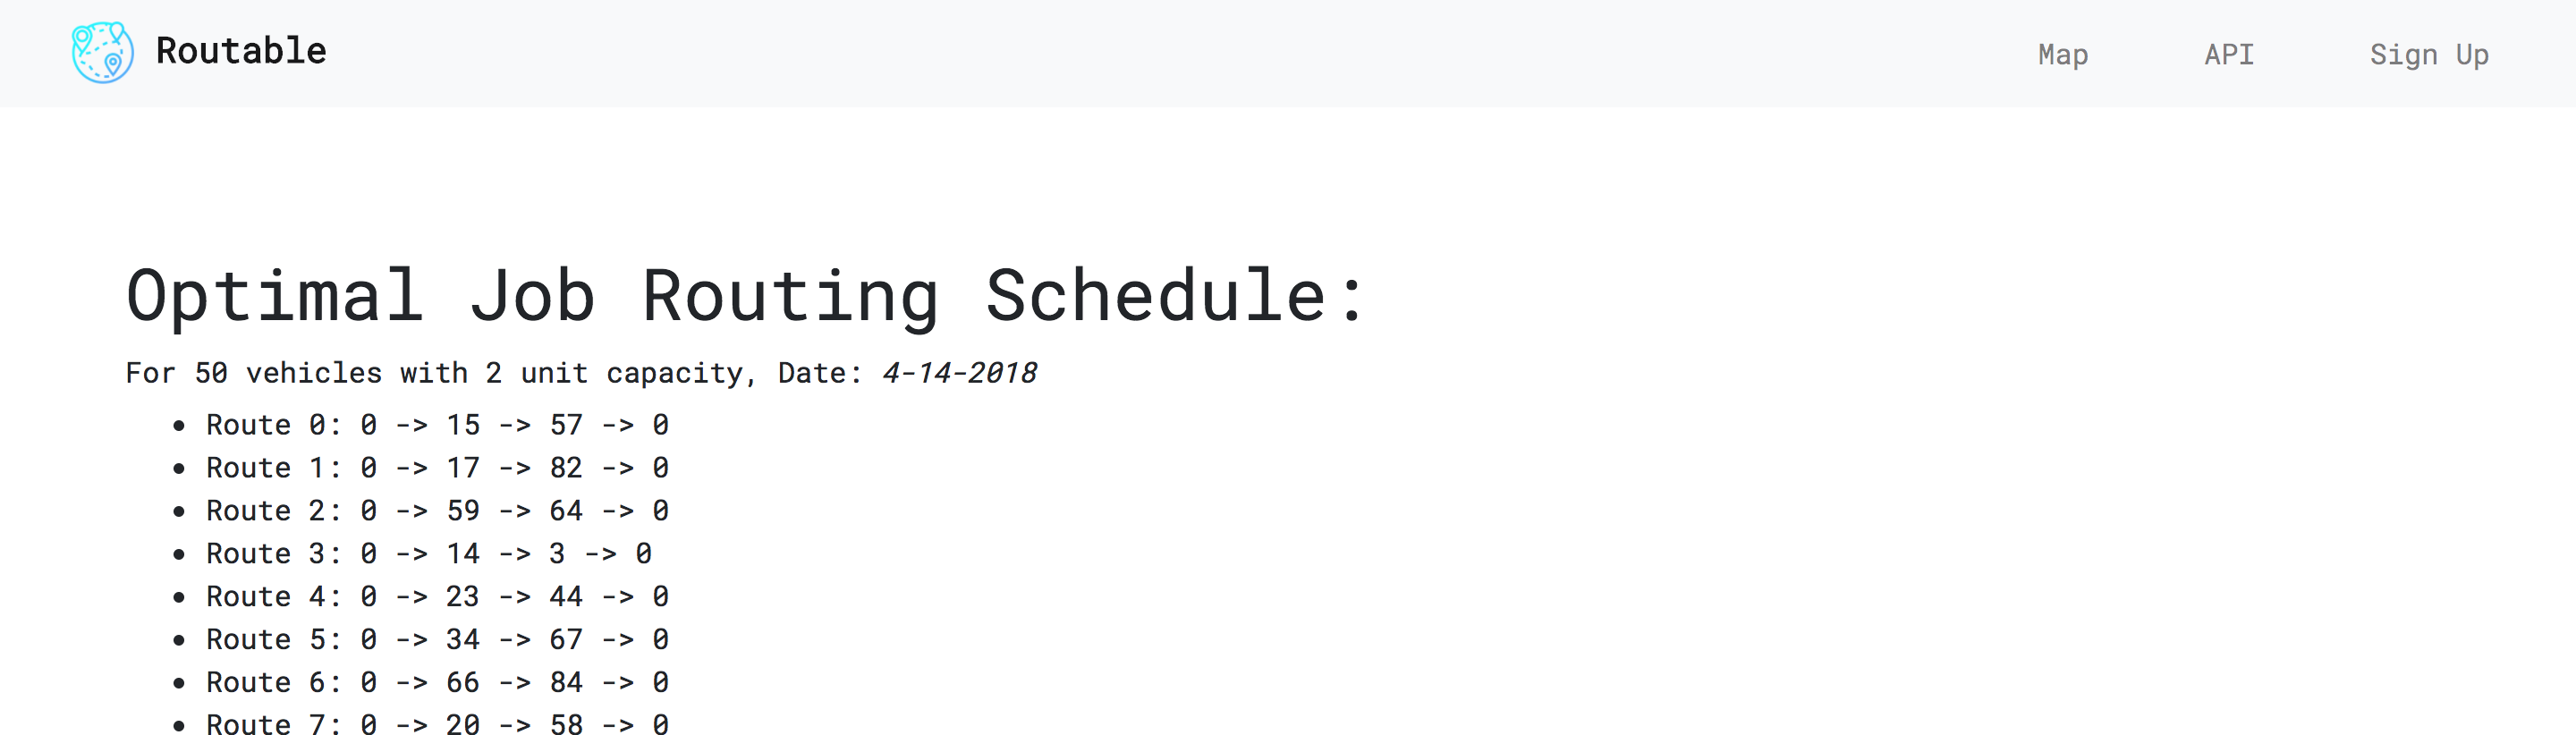 Routable
Map API Sign Up
Optimal Job Routing Schedule:
For 50 vehicles with 2 unit capacity, Date: 4-14-2018
• Route 0: 0 -> 15 -> 57 -> 0
• Route 1: 0 -> 17 -> 82 -> 0
• Route 2: 0 -> 59 -> 64 -> 0
• Route 3: 0 -> 14 -> 3 -> 0
• Route 4: 0 -> 23 -> 44 -> 0
• Route 5: 0 -> 34 -> 67 -> 0
• Route 6: 0 -> 66 -> 84 -> 0
• Route 7: 0 -> 20 -> 58 -> 0